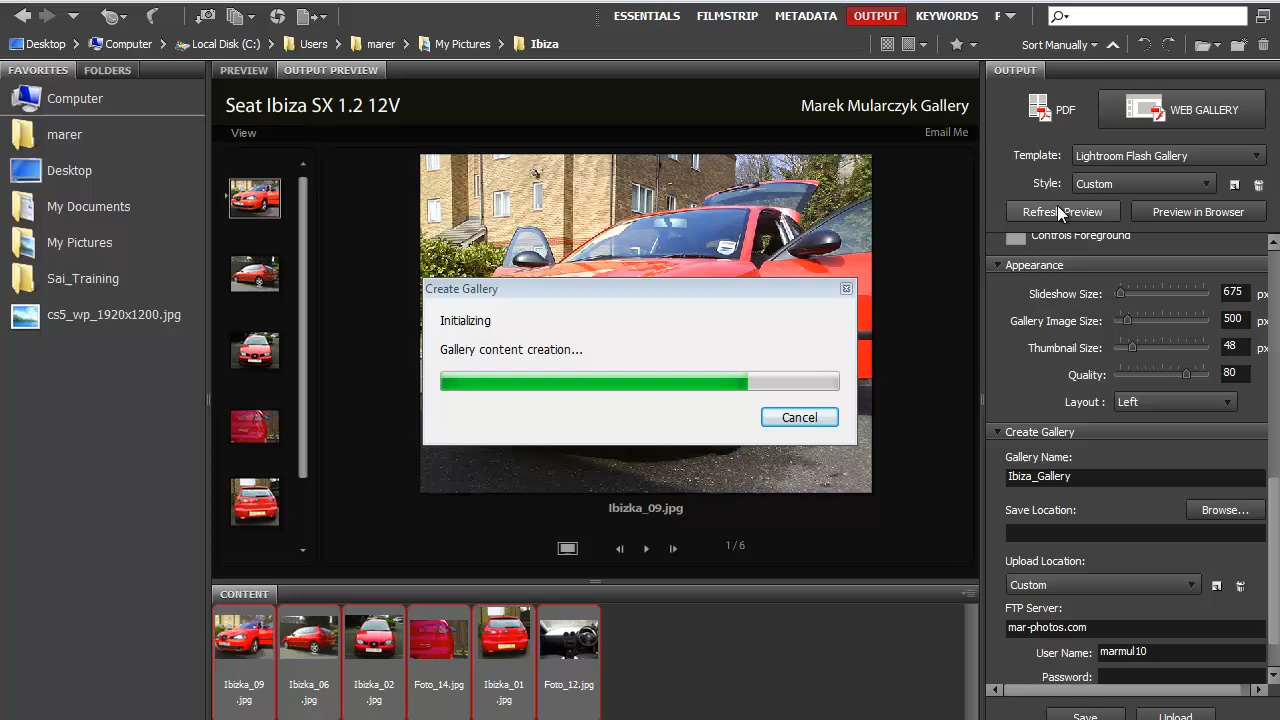 ESSENTIALS FILMSTRIP METADATA OUTPUT KEYWORDS F
Desktop Computer Local Disk (C:) Users marer My Pictures Ibiza Sort Manually
FAVORITES FOLDERS PREVIEW OUTPUT PREVIEW OUTPUT
Computer
marer
Desktop
My Documents
My Pictures
Sai_Training
cs5_wp_1920x1200.jpg
Seat Ibiza SX 1.2 12V Marek Mularczyk Gallery
View Email Me
Create Gallery
Initializing
Gallery content creation...
Cancel
Ibizka_09.jpg
1 / 6
CONTENT
Ibizka_09
.jpg
Ibizka_06
.jpg
Ibizka_02
.jpg
Foto_14.jpg
Ibizka_01
.jpg
Foto_12.jpg
PDF WEB GALLERY
Template: Lightroom Flash Gallery
Style: Custom
Refresh Preview Preview in Browser
Controls Foreground
Appearance
Slideshow Size: 675 px
Gallery Image Size: 500 px
Thumbnail Size: 48 px
Quality: 80
Layout : Left
Create Gallery
Gallery Name:
Ibiza_Gallery
Save Location: Browse...
Upload Location:
Custom
FTP Server:
mar-photos.com
User Name: marmul10
Password:
Save Upload